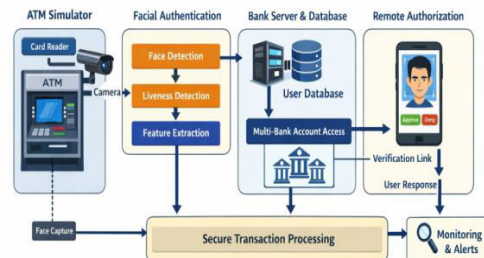 ATM Simulator
Facial Authentication
Bank Server & Database
Remote Authorization
Card Reader
ATM
Camera
Face Detection
Liveness Detection
Feature Extraction
User Database
Multi-Bank Account Access
Approve
Deny
Verification Link
User Response
Face Capture
Secure Transaction Processing
Monitoring
& Alerts